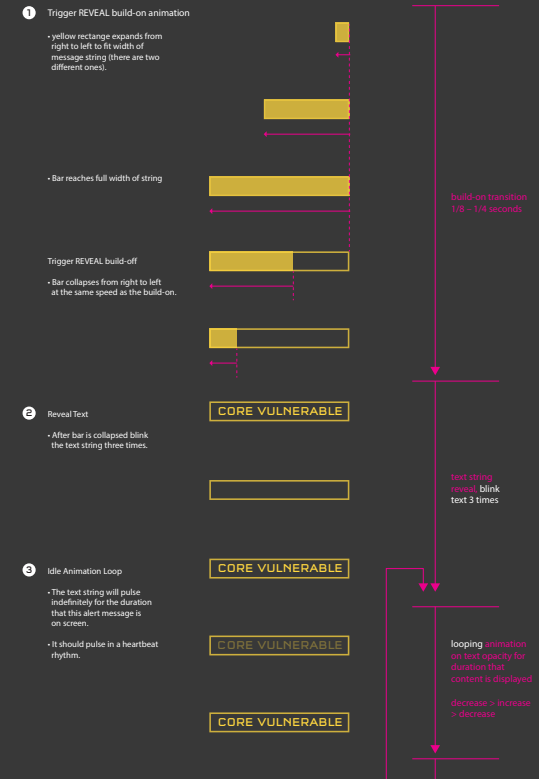 1 Trigger REVEAL build-on animation
• yellow rectange expands from
right to left to fit width of
message string (there are two
different ones).
• Bar reaches full width of string
build-on transition
1/8 – 1/4 seconds
Trigger REVEAL build-off
• Bar collapses from right to left
at the same speed as the build-on.
2 Reveal Text
CORE VULNERABLE
• After bar is collapsed blink
the text string three times.
text string
reveal, blink
text 3 times
3 Idle Animation Loop
CORE VULNERABLE
• The text string will pulse
indefinitely for the duration
that this alert message is
on screen.
• It should pulse in a heartbeat
rhythm.
CORE VULNERABLE
looping animation
on text opacity for
duration that
content is displayed
decrease > increase
> decrease
CORE VULNERABLE